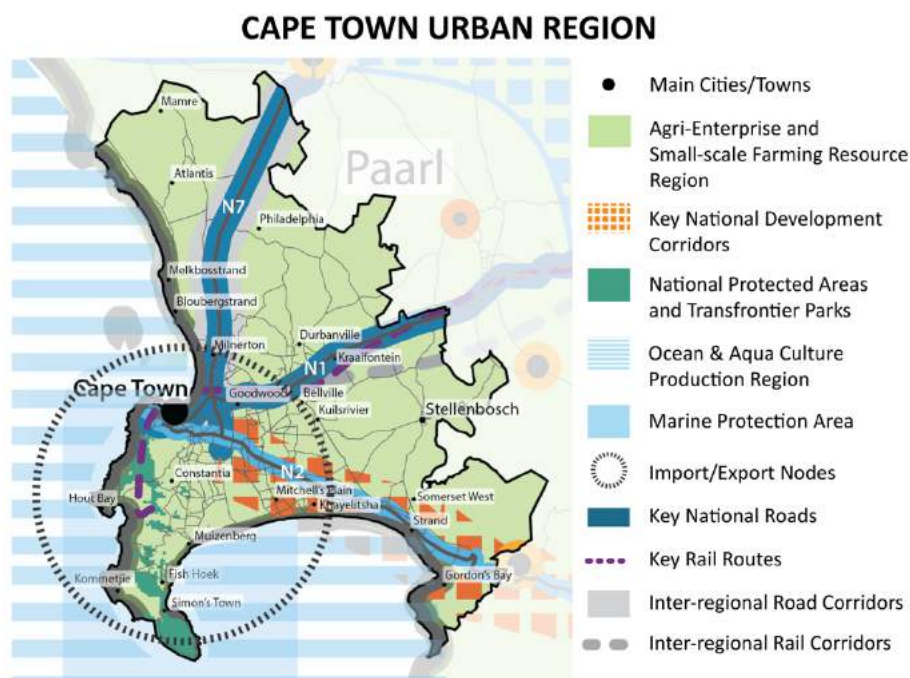 CAPE TOWN URBAN REGION
Mamre
Atlantis
Paarl
N7
Philadelphia
Melkbosstrand
Bloubergstrand
Milnerton
Durbanville
Kraaifontein
N1
Cape Town
Goodwood
Bellville
Kuilsrivier
Stellenbosch
Constantia
N2
Mitchell's Plain
Hout Bay
Khayelitsha
Somerset West
Strand
Muizenberg
Kommetjie
Fish Hoek
Gordon's Bay
Simon's Town
Main Cities/Towns
Agri-Enterprise and
Small-scale Farming Resource
Region
Key National Development
Corridors
National Protected Areas
and Transfrontier Parks
Ocean & Aqua Culture
Production Region
Marine Protection Area
Import/Export Nodes
Key National Roads
Key Rail Routes
Inter-regional Road Corridors
Inter-regional Rail Corridors